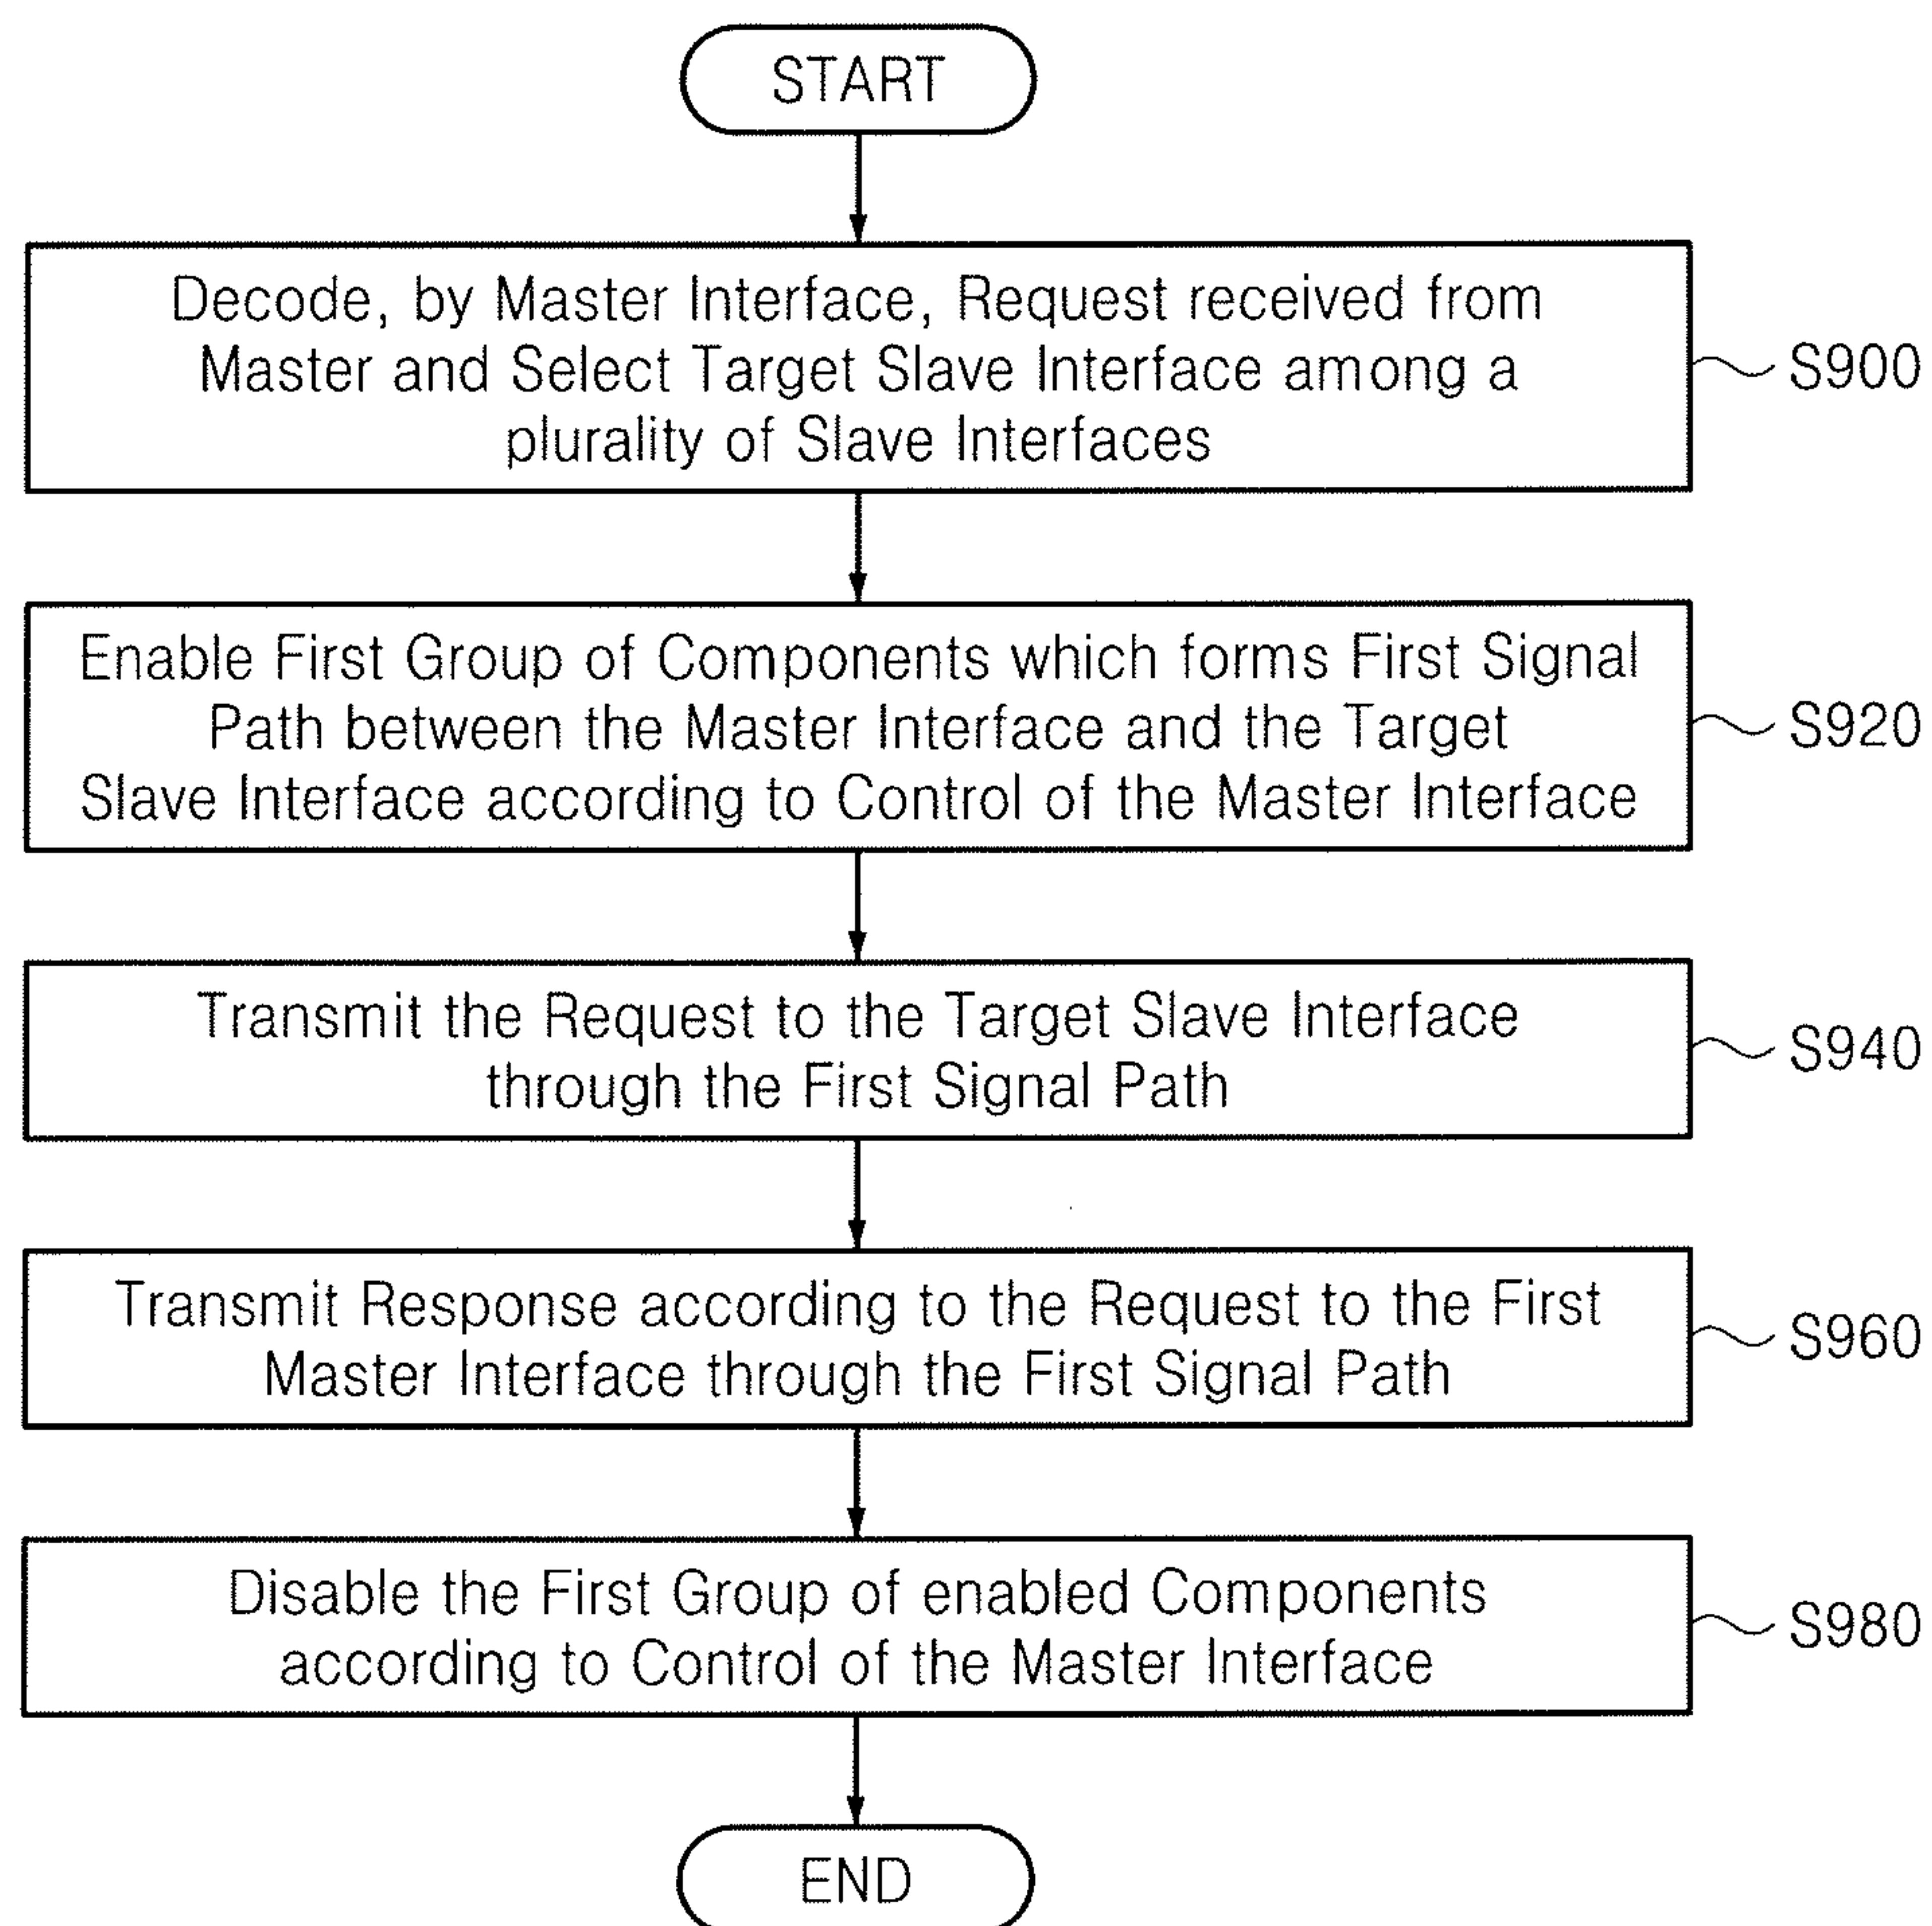 START
Decode, by Master Interface, Request received from
Master and Select Target Slave Interface among a
plurality of Slave Interfaces
S900
Enable First Group of Components which forms First Signal
Path between the Master Interface and the Target
Slave Interface according to Control of the Master Interface
S920
Transmit the Request to the Target Slave Interface
through the First Signal Path
S940
Transmit Response according to the Request to the First
Master Interface through the First Signal Path
S960
Disable the First Group of enabled Components
according to Control of the Master Interface
S980
END